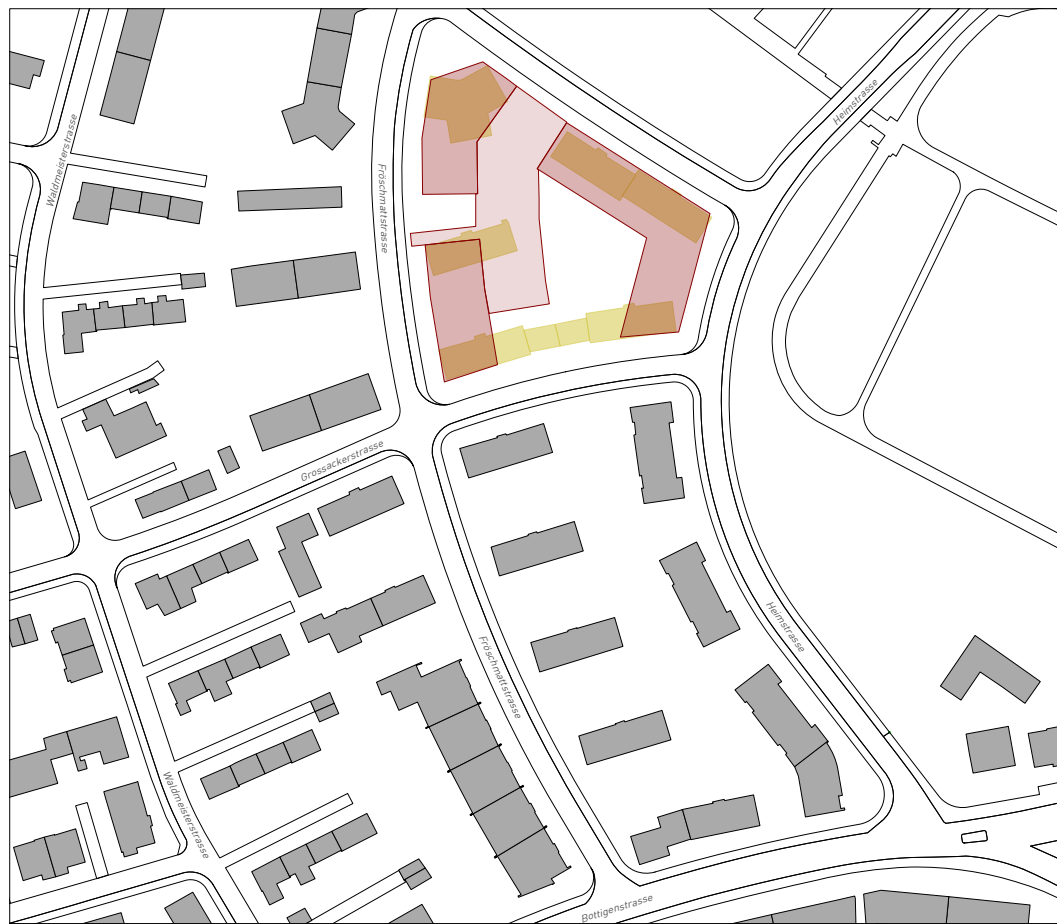 Heimstrasse
Waldmeisterstrasse
Fröschmattstrasse
Grossackerstrasse
Heimstrasse
Fröschmattstrasse
Waldmeisterstrasse
Bottigenstrasse